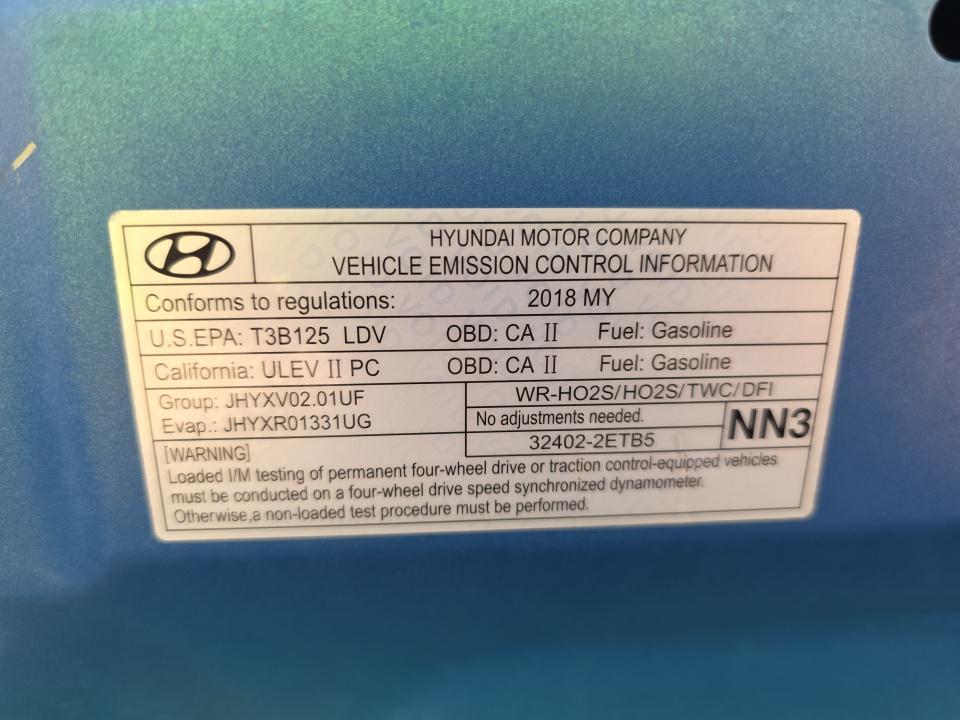 HYUNDAI MOTOR COMPANY
VEHICLE EMISSION CONTROL INFORMATION
Conforms to regulations: 2018 MY
U.S.EPA: T3B125 LDV OBD: CA II Fuel: Gasoline
California: ULEV II PC OBD: CA II Fuel: Gasoline
Group: JHYXV02.01UF
Evap.: JHYXR01331UG
WR-HO2S/HO2S/TWC/DFI
No adjustments needed.
32402-2ETB5
NN3
[WARNING]
Loaded I/M testing of permanent four-wheel drive or traction control-equipped vehicles
must be conducted on a four-wheel drive speed synchronized dynamometer.
Otherwise,a non-loaded test procedure must be performed.